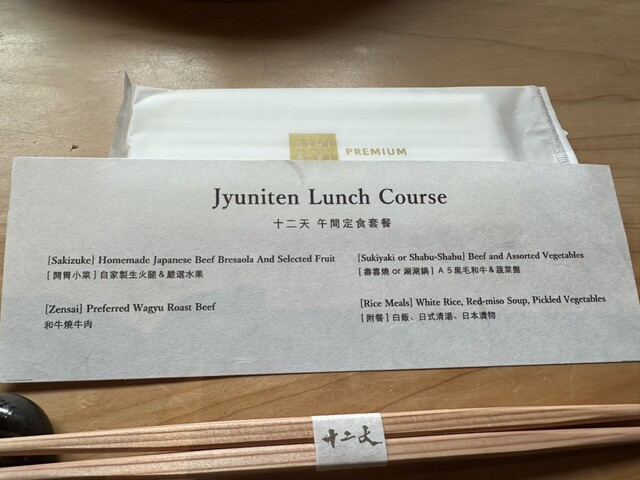 PREMIUM
Jyuniten Lunch Course
十二天 午間定食套餐
[Sakizuke] Homemade Japanese Beef Bresaola And Selected Fruit
[開胃小菜] 自家製生火腿 & 嚴選水果
[Zensai] Preferred Wagyu Roast Beef
和牛燒牛肉
[Sukiyaki or Shabu-Shabu] Beef and Assorted Vegetables
[壽喜燒 or 涮涮鍋] A 5 黒毛和牛 & 蔬菜盤
[Rice Meals] White Rice, Red-miso Soup, Pickled Vegetables
[附餐] 白飯、日式清湯、日本漬物
十二天